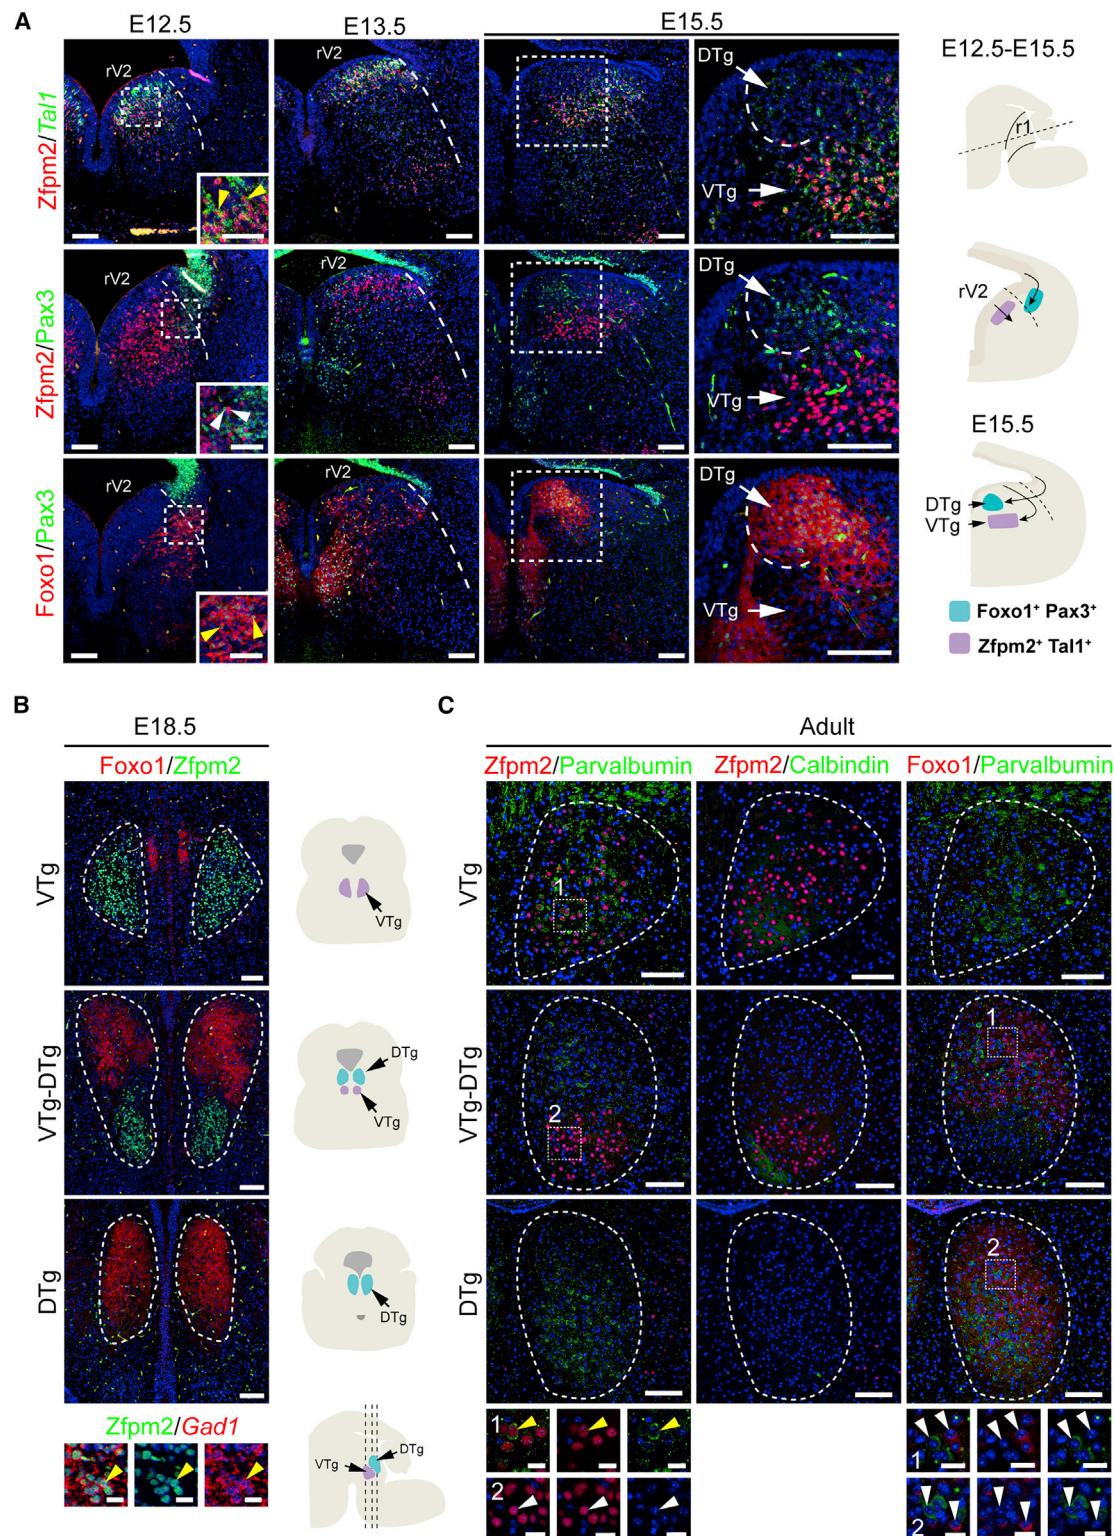 A
E12.5
E13.5
E15.5
E12.5-E15.5
Zfpm2/Tal1
rV2
rV2
DTg
VTg
r1
Zfpm2/Pax3
rV2
rV2
DTg
VTg
rV2
Foxo1/Pax3
rV2
rV2
DTg
VTg
E15.5
DTg
VTg
Foxo1+ Pax3+
Zfpm2+ Tal1+
B
E18.5
Foxo1/Zfpm2
VTg
VTg
VTg-DTg
DTg
VTg
DTg
DTg
Zfpm2/Gad1
VTg
DTg
C
Adult
Zfpm2/Parvalbumin
Zfpm2/Calbindin
Foxo1/Parvalbumin
VTg
1
VTg-DTg
2
1
DTg
2
1
2
1
2